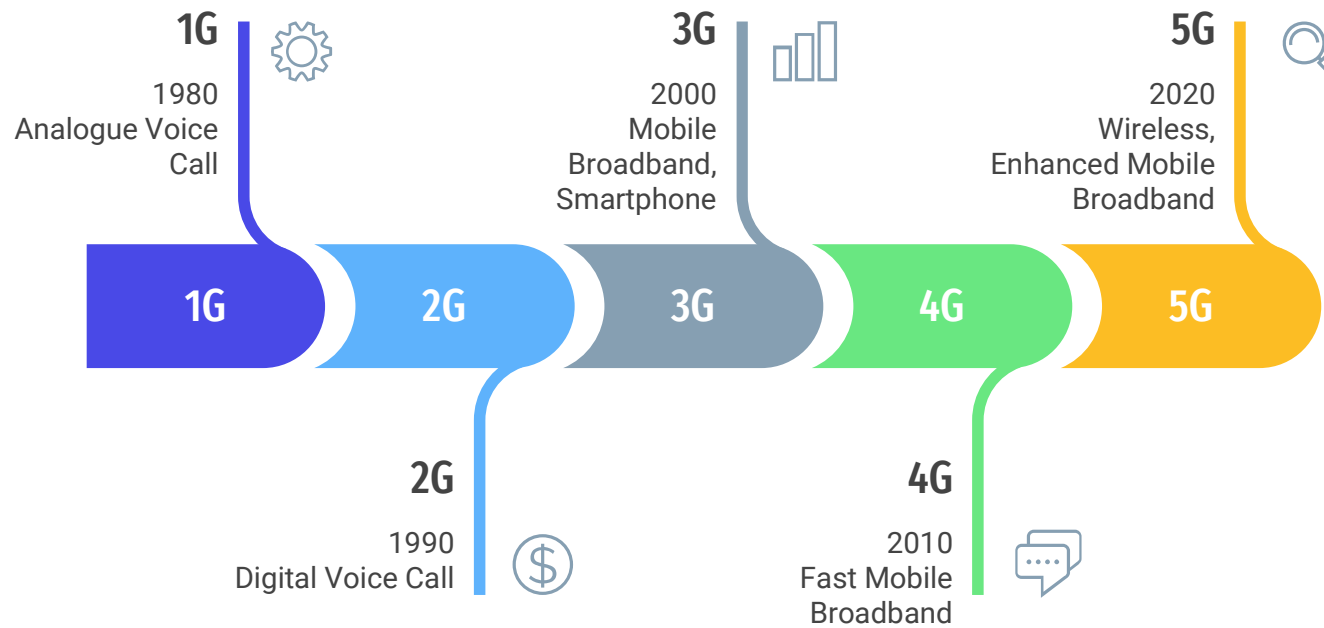 1G
1980
Analogue Voice
Call
3G
2000
Mobile
Broadband,
Smartphone
5G
2020
Wireless,
Enhanced Mobile
Broadband
1G
2G
3G
4G
5G
2G
1990
Digital Voice Call
$
4G
2010
Fast Mobile
Broadband